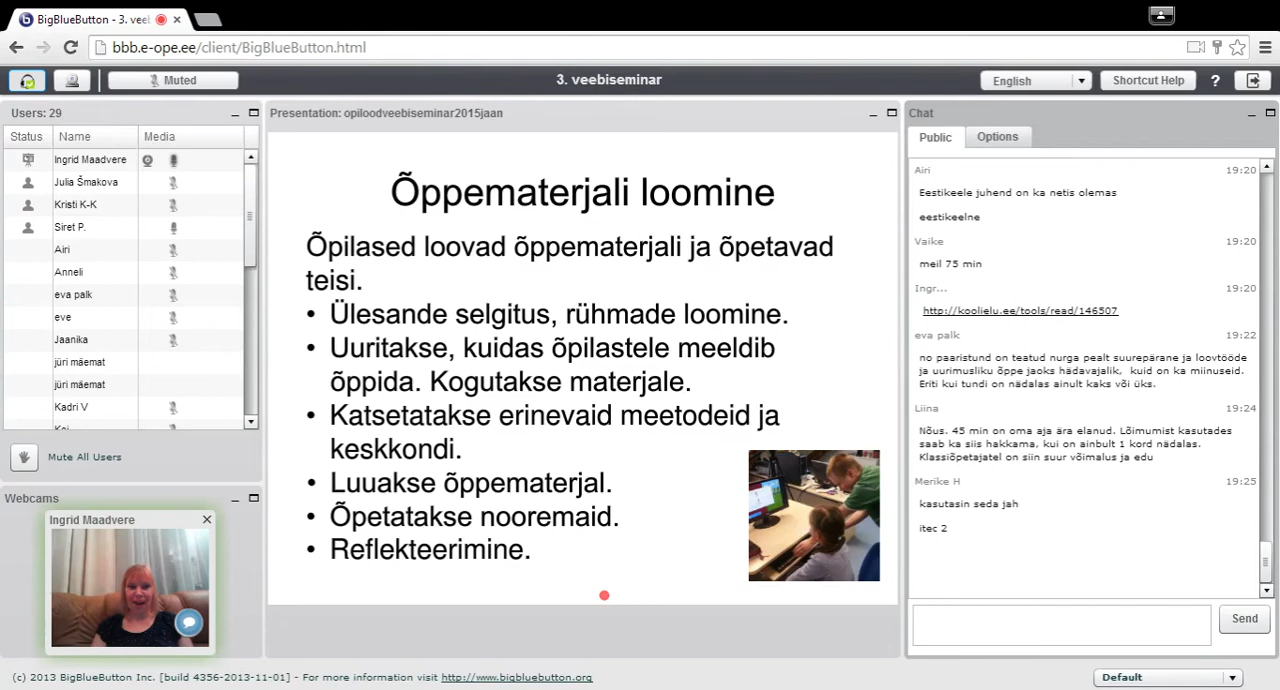 BigBlueButton - 3. veel
bbb.e-ope.ee/client/BigBlueButton.html
Muted
3. veebiseminar
English
Shortcut Help
?
Users: 29
Status Name Media
Ingrid Maadvere
Julia Šmakova
Kristi K-K
Siret P.
Airi
Anneli
eva palk
eve
Jaanika
jüri mäemat
jüri mäemat
Kadri V
Mute All Users
Webcams
Ingrid Maadvere
Presentation: opiloodveebiseminar2015jaan
Õppematerjali loomine
Õpilased loovad õppematerjali ja õpetavad
teisi.
• Ülesande selgitus, rühmade loomine.
• Uuritakse, kuidas õpilastele meeldib
õppida. Kogutakse materjale.
• Katsetatakse erinevaid meetodeid ja
keskkondi.
• Luuakse õppematerjal.
• Õpetatakse nooremaid.
• Reflekteerimine.
Chat
Public Options
Airi 19:20
Eestikeele juhend on ka netis olemas
eestikeelne
Vaike 19:20
meil 75 min
Ingr... 19:20
http://koolielu.ee/tools/read/146507
eva palk 19:22
no paaristund on teatud nurga pealt suurepärane ja loovtööde
ja uurimusliku õppe jaoks hädavajalik, kuid on ka miinuseid.
Eriti kui tundi on nädalas ainult kaks või üks.
Liina 19:24
Nõus. 45 min on oma aja ära elanud. Lõimumist kasutades
saab ka siis hakkama, kui on ainbult 1 kord nädalas.
Klassiõpetajatel on siin suur võimalus ja edu
Merike H 19:25
kasutasin seda jah
itec 2
Send
(c) 2013 BigBlueButton Inc. [build 4356-2013-11-01] - For more information visit http://www.bigbluebutton.org
Default